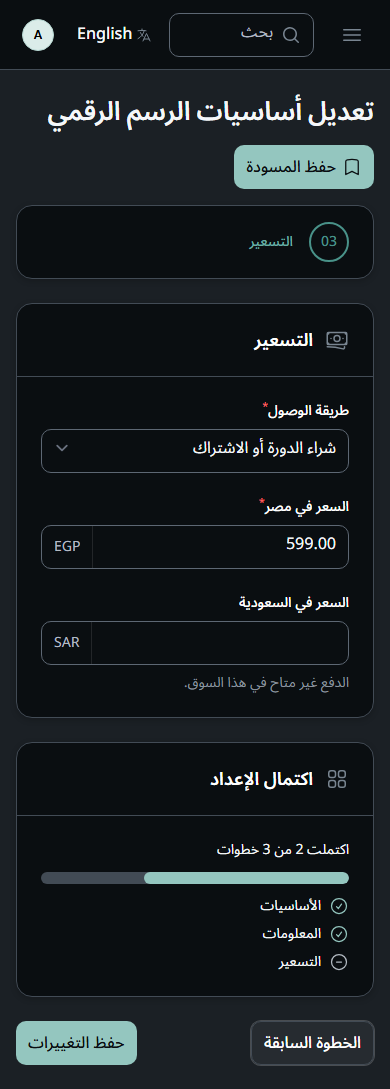 بحث
English
A
تعديل أساسيات الرسم الرقمي
حفظ المسودة
03
التسعير
التسعير
طريقة الوصول*
شراء الدورة أو الاشتراك
السعر في مصر*
599.00
EGP
السعر في السعودية
SAR
الدفع غير متاح في هذا السوق.
اكتمال الإعداد
اكتملت 2 من 3 خطوات
الأساسيات
المعلومات
التسعير
الخطوة السابقة
حفظ التغييرات